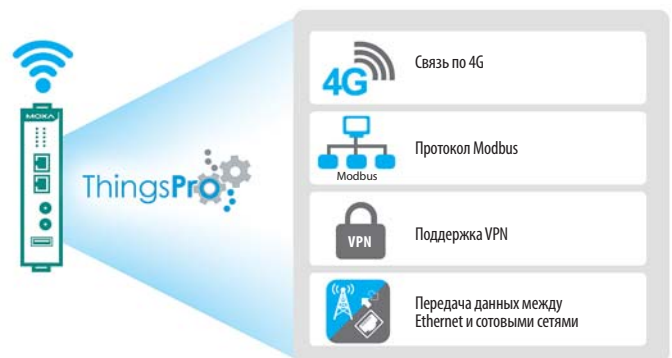 MOXA
ThingsPro
4G
Связь по 4G
Modbus
Протокол Modbus
VPN
Поддержка VPN
Передача данных между
Ethernet и сотовыми сетями